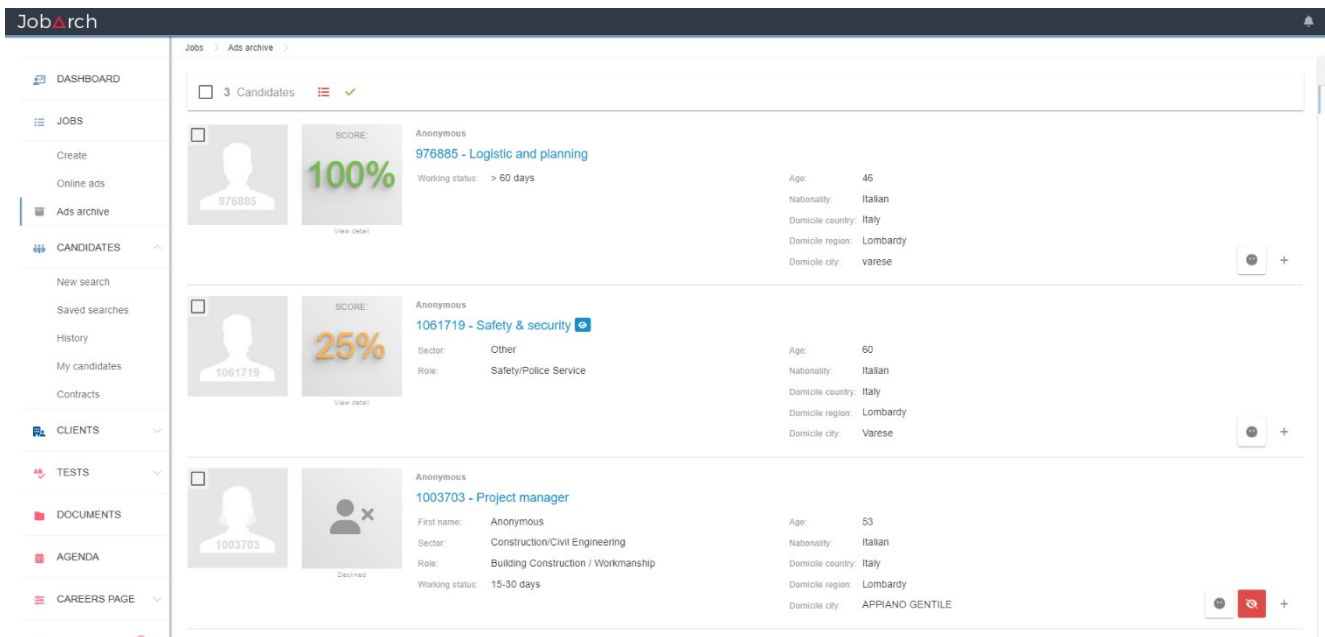 JobΔrch
Jobs > Ads archive >
DASHBOARD
JOBS
Create
Online ads
Ads archive
CANDIDATES
New search
Saved searches
History
My candidates
Contracts
CLIENTS
TESTS
DOCUMENTS
AGENDA
CAREERS PAGE
3 Candidates
976885
SCORE:
100%
View detail
Anonymous
976885 - Logistic and planning
Working status: > 60 days
Age: 46
Nationality: Italian
Domicile country: Italy
Domicile region: Lombardy
Domicile city: varese
1061719
SCORE:
25%
View detail
Anonymous
1061719 - Safety & security
Sector: Other
Role: Safety/Police Service
Age: 60
Nationality: Italian
Domicile country: Italy
Domicile region: Lombardy
Domicile city: Varese
1003703
Declined
Anonymous
1003703 - Project manager
First name: Anonymous
Sector: Construction/Civil Engineering
Role: Building Construction / Workmanship
Working status: 15-30 days
Age: 53
Nationality: Italian
Domicile country: Italy
Domicile region: Lombardy
Domicile city: APPIANO GENTILE